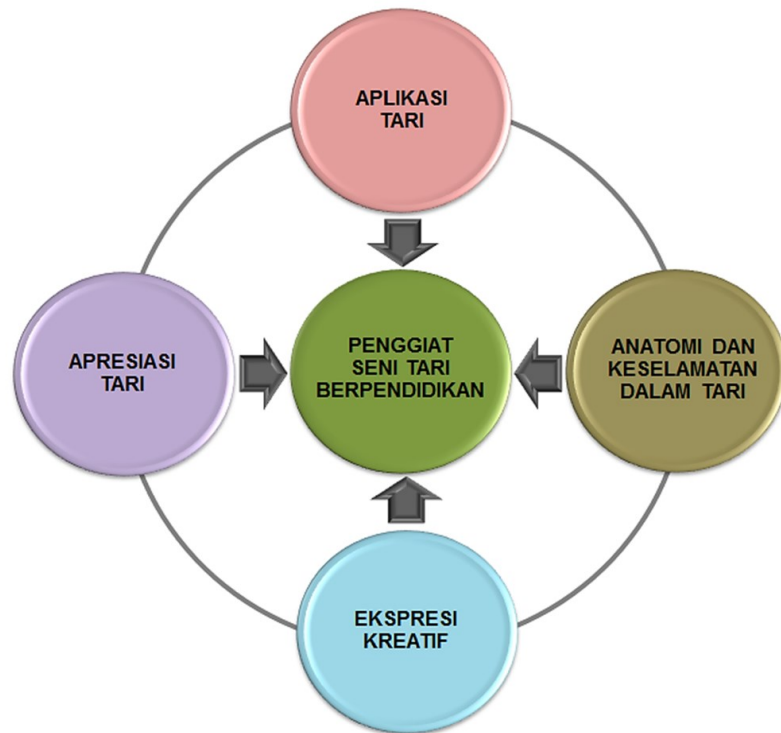 APLIKASI
TARI
APRESIASI
TARI
PENGGIAT
SENI TARI
BERPENDIDIKAN
ANATOMI DAN
KESELAMATAN
DALAM TARI
EKSPRESI
KREATIF